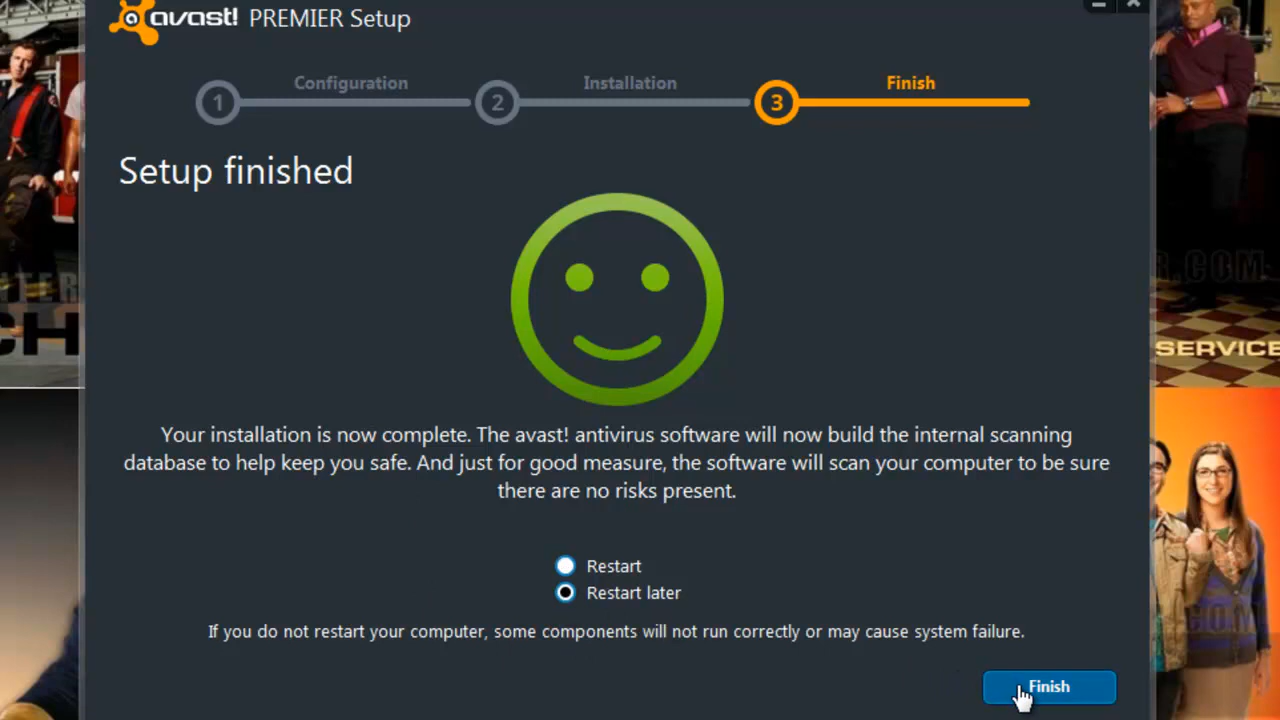 avast! PREMIER Setup
Configuration
Installation
Finish
1
2
3
Setup finished
Your installation is now complete. The avast! antivirus software will now build the internal scanning
database to help keep you safe. And just for good measure, the software will scan your computer to be sure
there are no risks present.
Restart
Restart later
If you do not restart your computer, some components will not run correctly or may cause system failure.
Finish
SERVICE